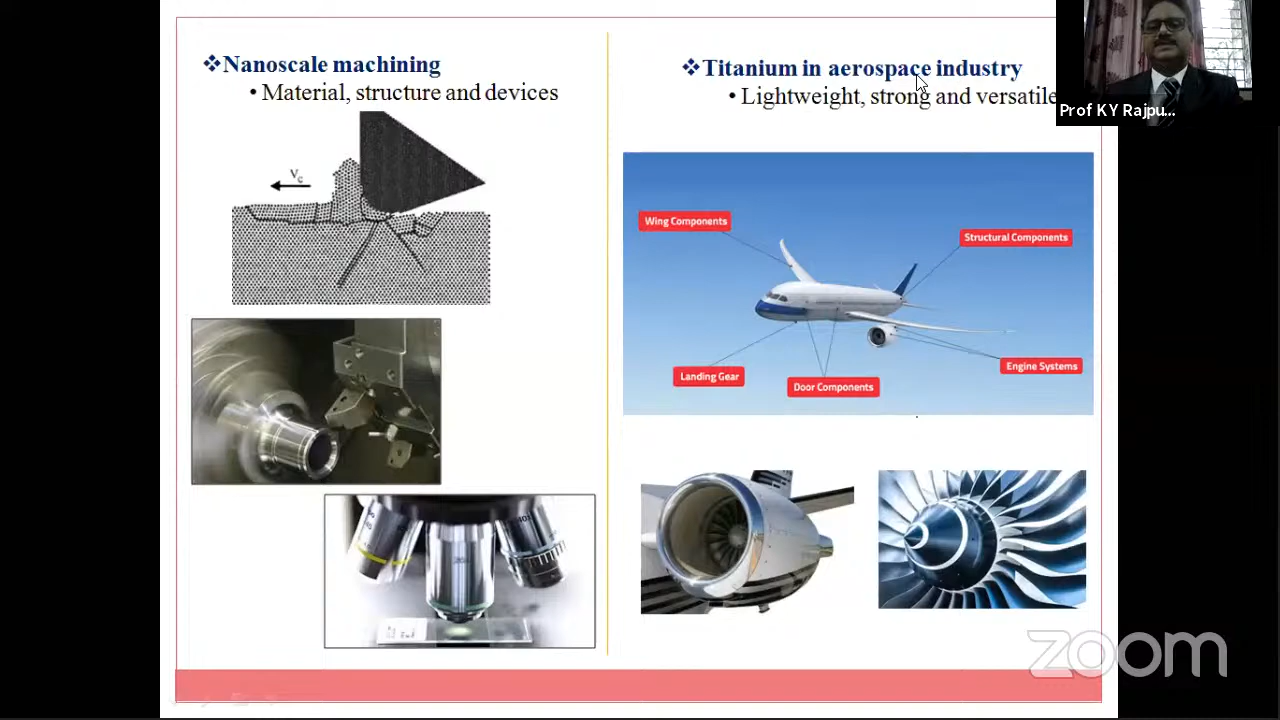 ❖Nanoscale machining
• Material, structure and devices
Vc
❖Titanium in aerospace industry
• Lightweight, strong and versatile
Prof KY Rajpu...
Wing Components
Structural Components
Landing Gear
Door Components
Engine Systems
zoom